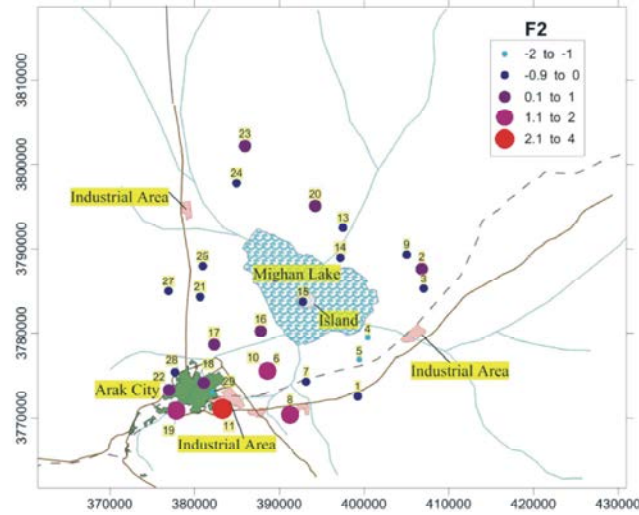 F2
-2 to -1
-0.9 to 0
0.1 to 1
1.1 to 2
2.1 to 4
3810000
3800000
3790000
3780000
3770000
23
24
Industrial Area
20
13
14
9
2
3
26
27
21
Mighan Lake
15
Island
16
17
4
5
10 6
28
18
22
Arak City
29
7
1
Industrial Area
8
19
11
Industrial Area
370000 380000 390000 400000 410000 420000 430000